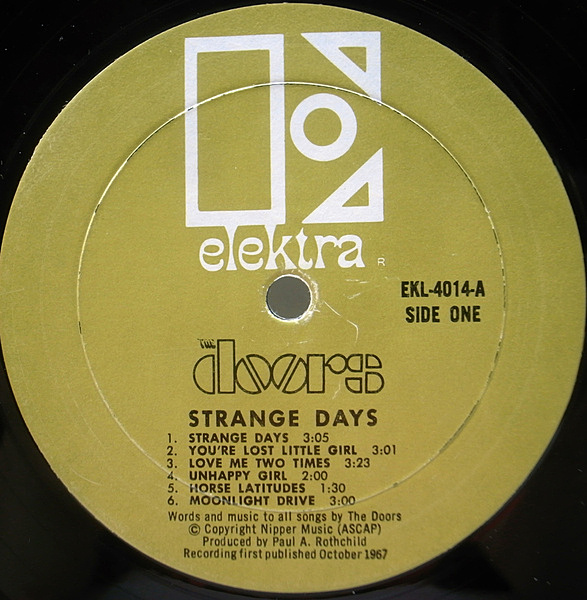 elektra R
EKL-4014-A
SIDE ONE
THE
doors
STRANGE DAYS
1. STRANGE DAYS 3:05
2. YOU'RE LOST LITTLE GIRL 3:01
3. LOVE ME TWO TIMES 3:23
4. UNHAPPY GIRL 2:00
5. HORSE LATITUDES 1:30
6. MOONLIGHT DRIVE 3:00
Words and music to all songs by The Doors
© Copyright Nipper Music (ASCAP)
Produced by Paul A. Rothchild
Recording first published October 1967